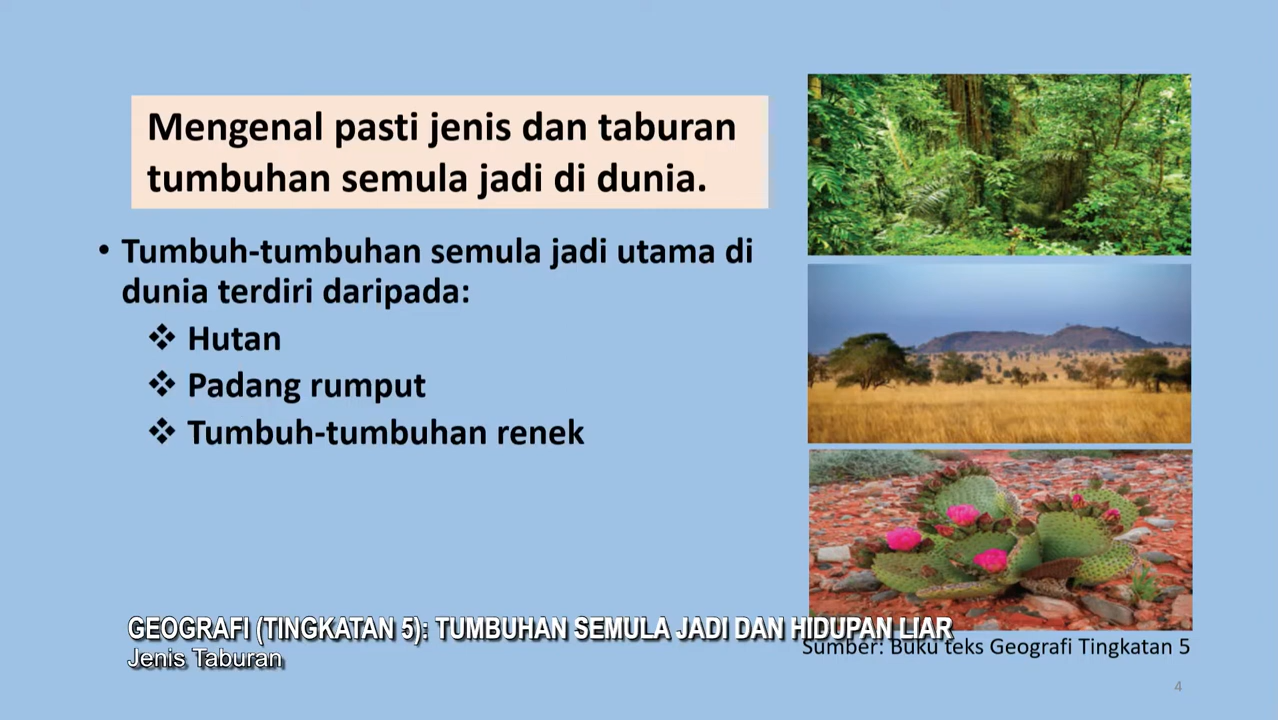 Mengenal pasti jenis dan taburan
tumbuhan semula jadi di dunia.
• Tumbuh-tumbuhan semula jadi utama di
dunia terdiri daripada:
❖ Hutan
❖ Padang rumput
❖ Tumbuh-tumbuhan renek
GEOGRAFI (TINGKATAN 5): TUMBUHAN SEMULA JADI DAN HIDUPAN LIAR
Jenis Taburan
Sumber: Buku teks Geografi Tingkatan 5
4